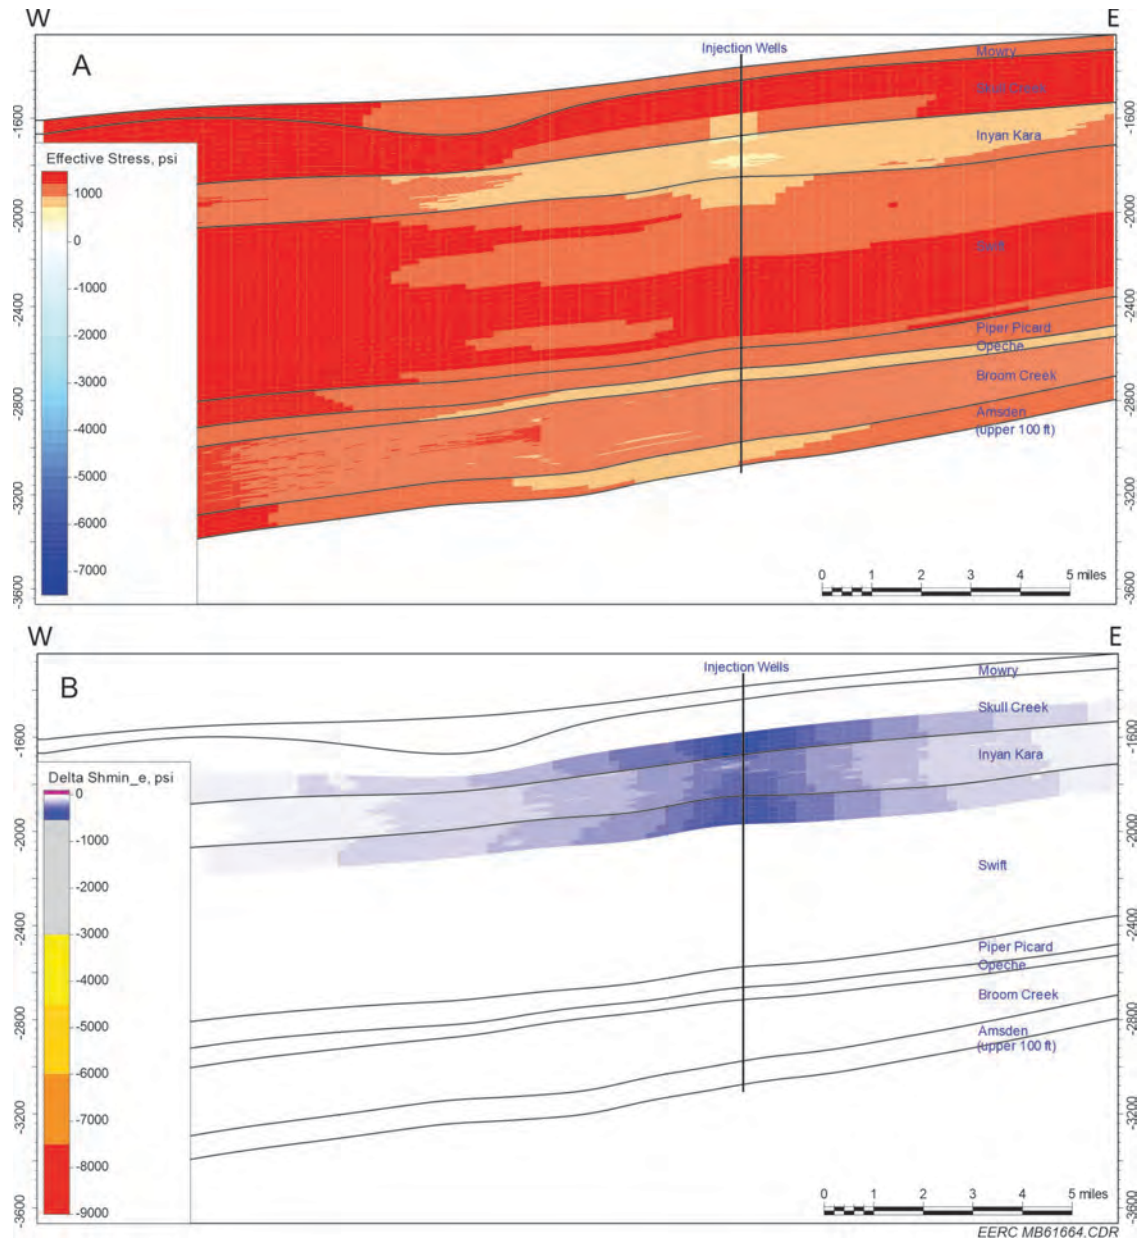 W
E
A
Injection Wells
Mowry
Skull Creek
Inyan Kara
Swift
Piper Picard
Opeche
Broom Creek
Amsden
(upper 100 ft)
Effective Stress, psi
1000
0
-1000
-2000
-3000
-4000
-5000
-6000
-7000
-1600
-2000
-2400
-2800
-3200
-3600
-1600
-2000
-2400
-2800
-3200
-3600
0 1 2 3 4 5 miles
W
E
B
Injection Wells
Mowry
Skull Creek
Inyan Kara
Swift
Piper Picard
Opeche
Broom Creek
Amsden
(upper 100 ft)
Delta Shmin_e, psi
0
-1000
-2000
-3000
-4000
-5000
-6000
-7000
-8000
-9000
-1600
-2000
-2400
-2800
-3200
-3600
-1600
-2000
-2400
-2800
-3200
-3600
0 1 2 3 4 5 miles
EERC MB61664.CDR